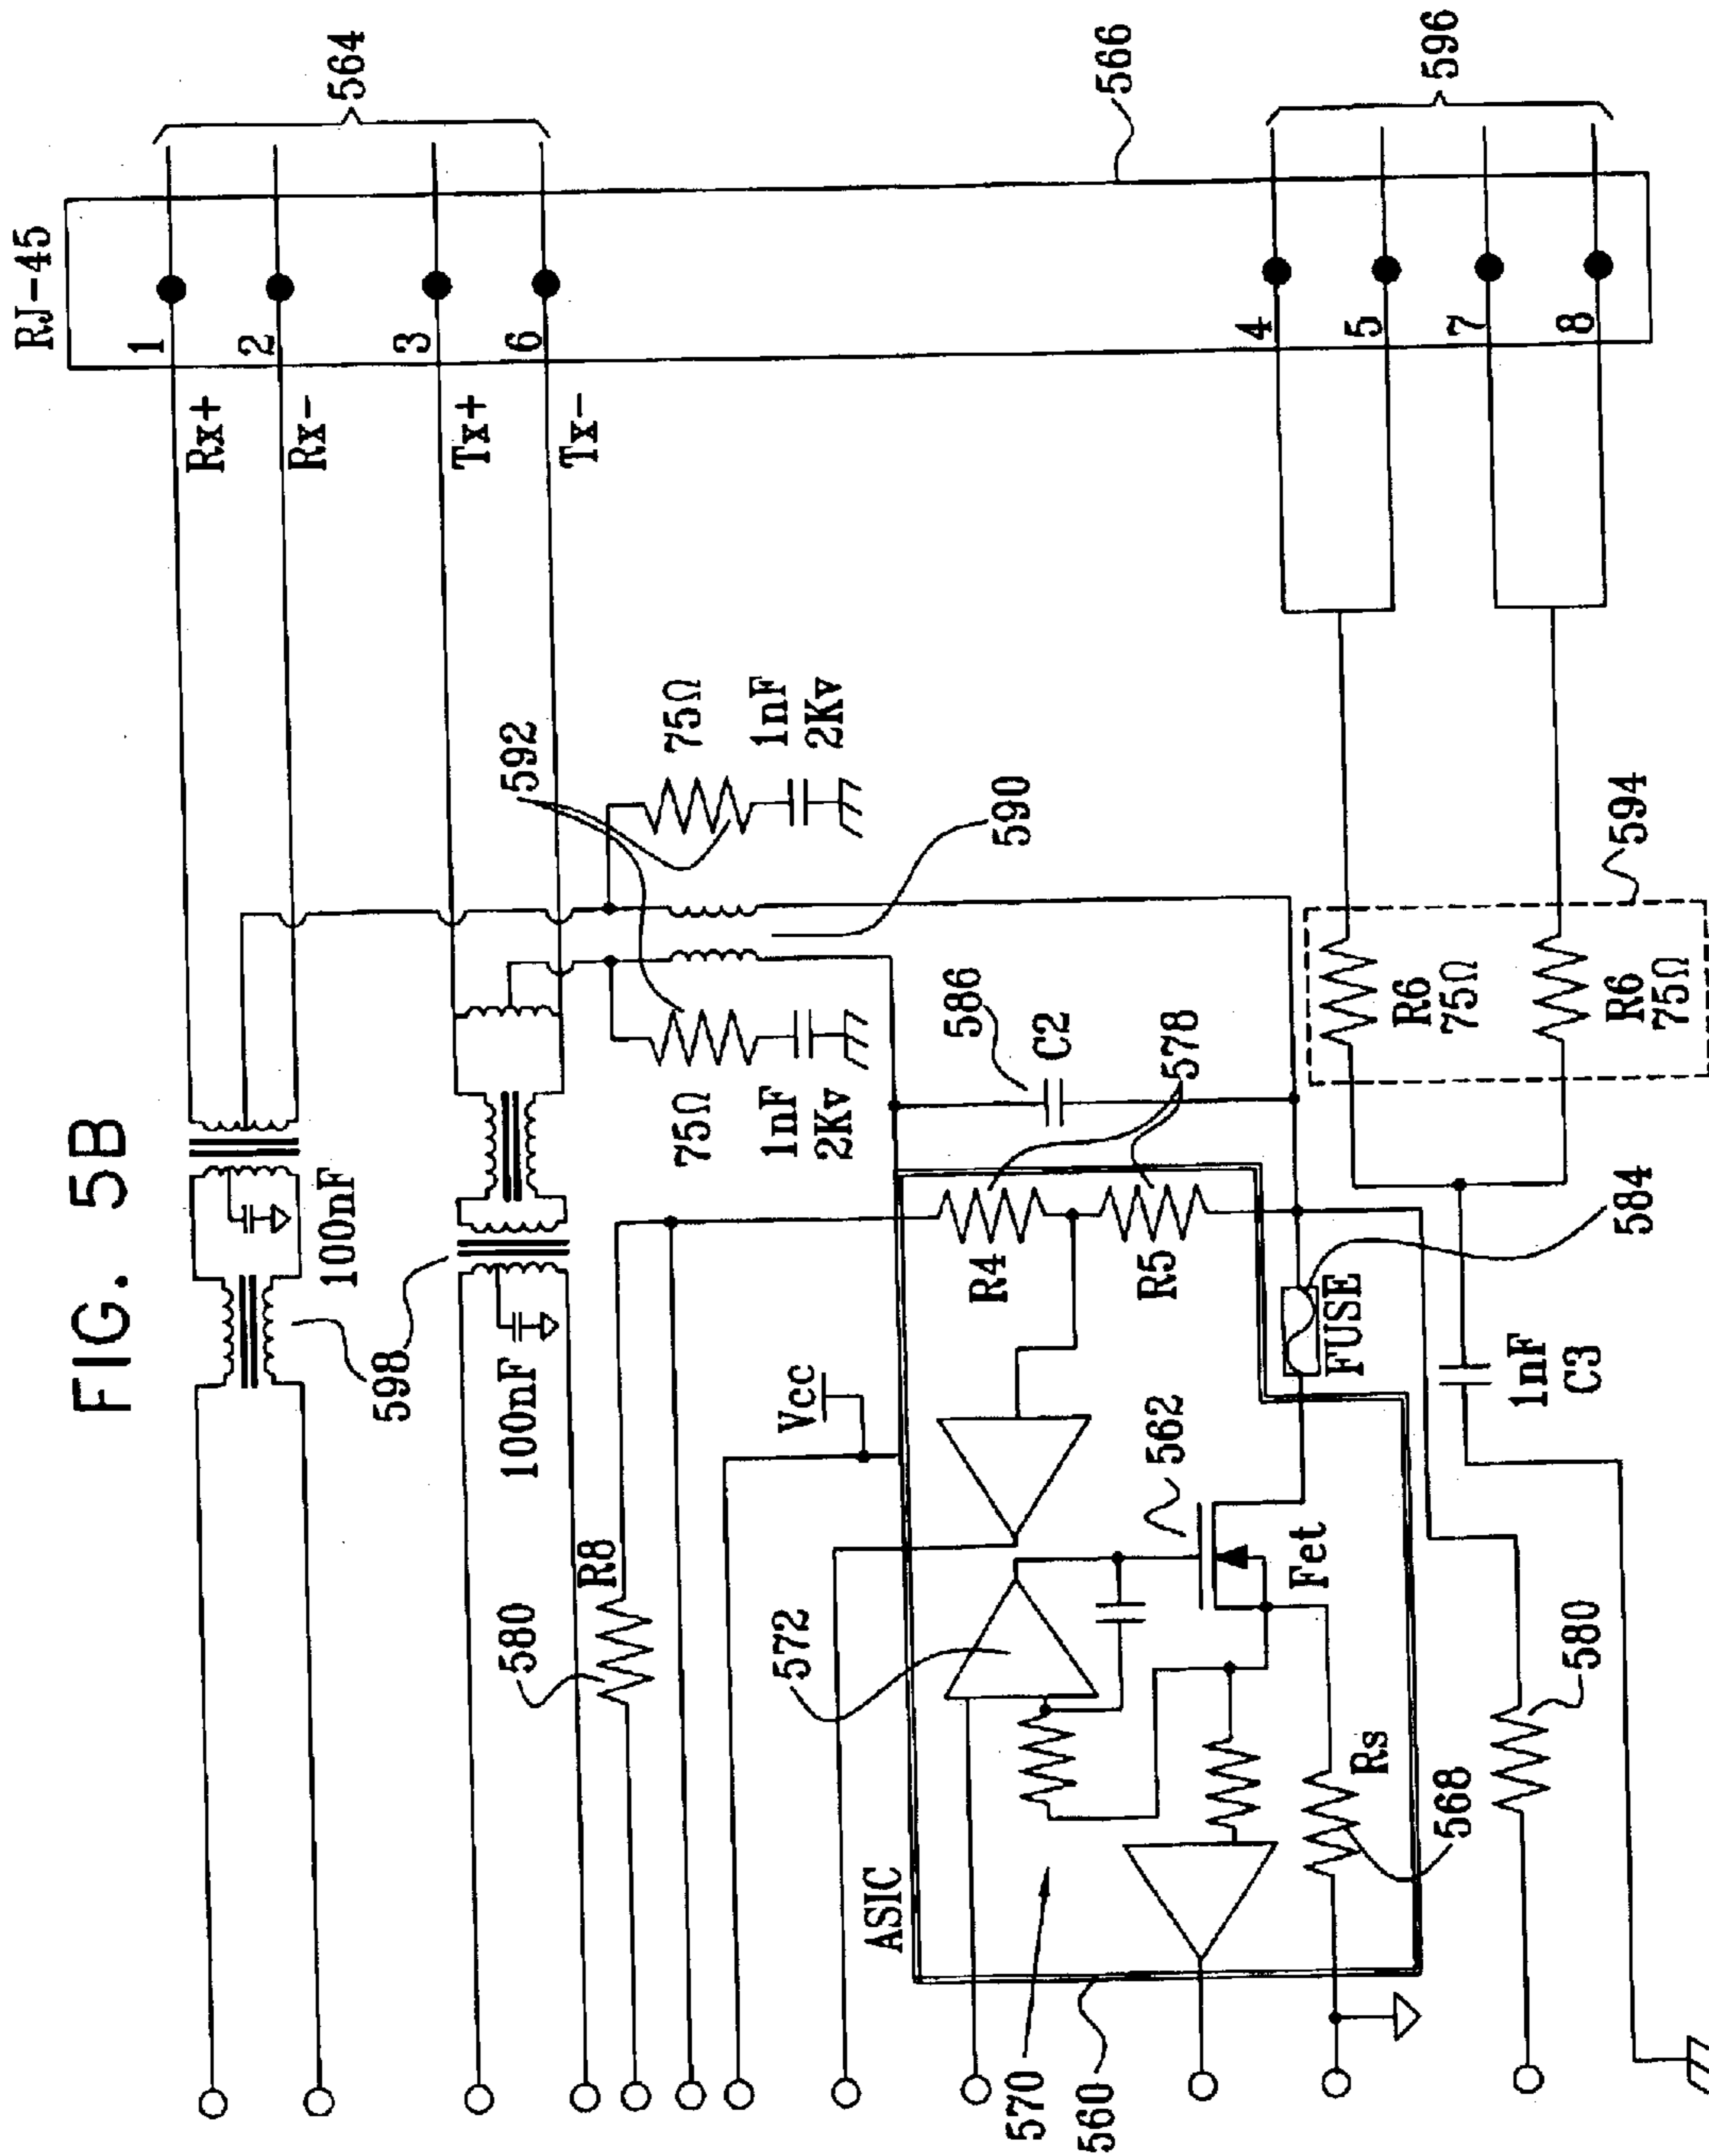 FIG. 5B
RJ-45
564
1
2
3
6
Rx+
Rx-
Tx+
Tx-
566
4
5
7
8
596
598
100nF
100nF
592
75Ω
1nF
2Kv
75Ω
1nF
2Kv
590
580
R8
Vcc
586
C2
578
R4
R5
572
562
Fet
FUSE
584
594
R6
75Ω
R6
75Ω
ASIC
570
560
Rs
568
1nF
C3
580